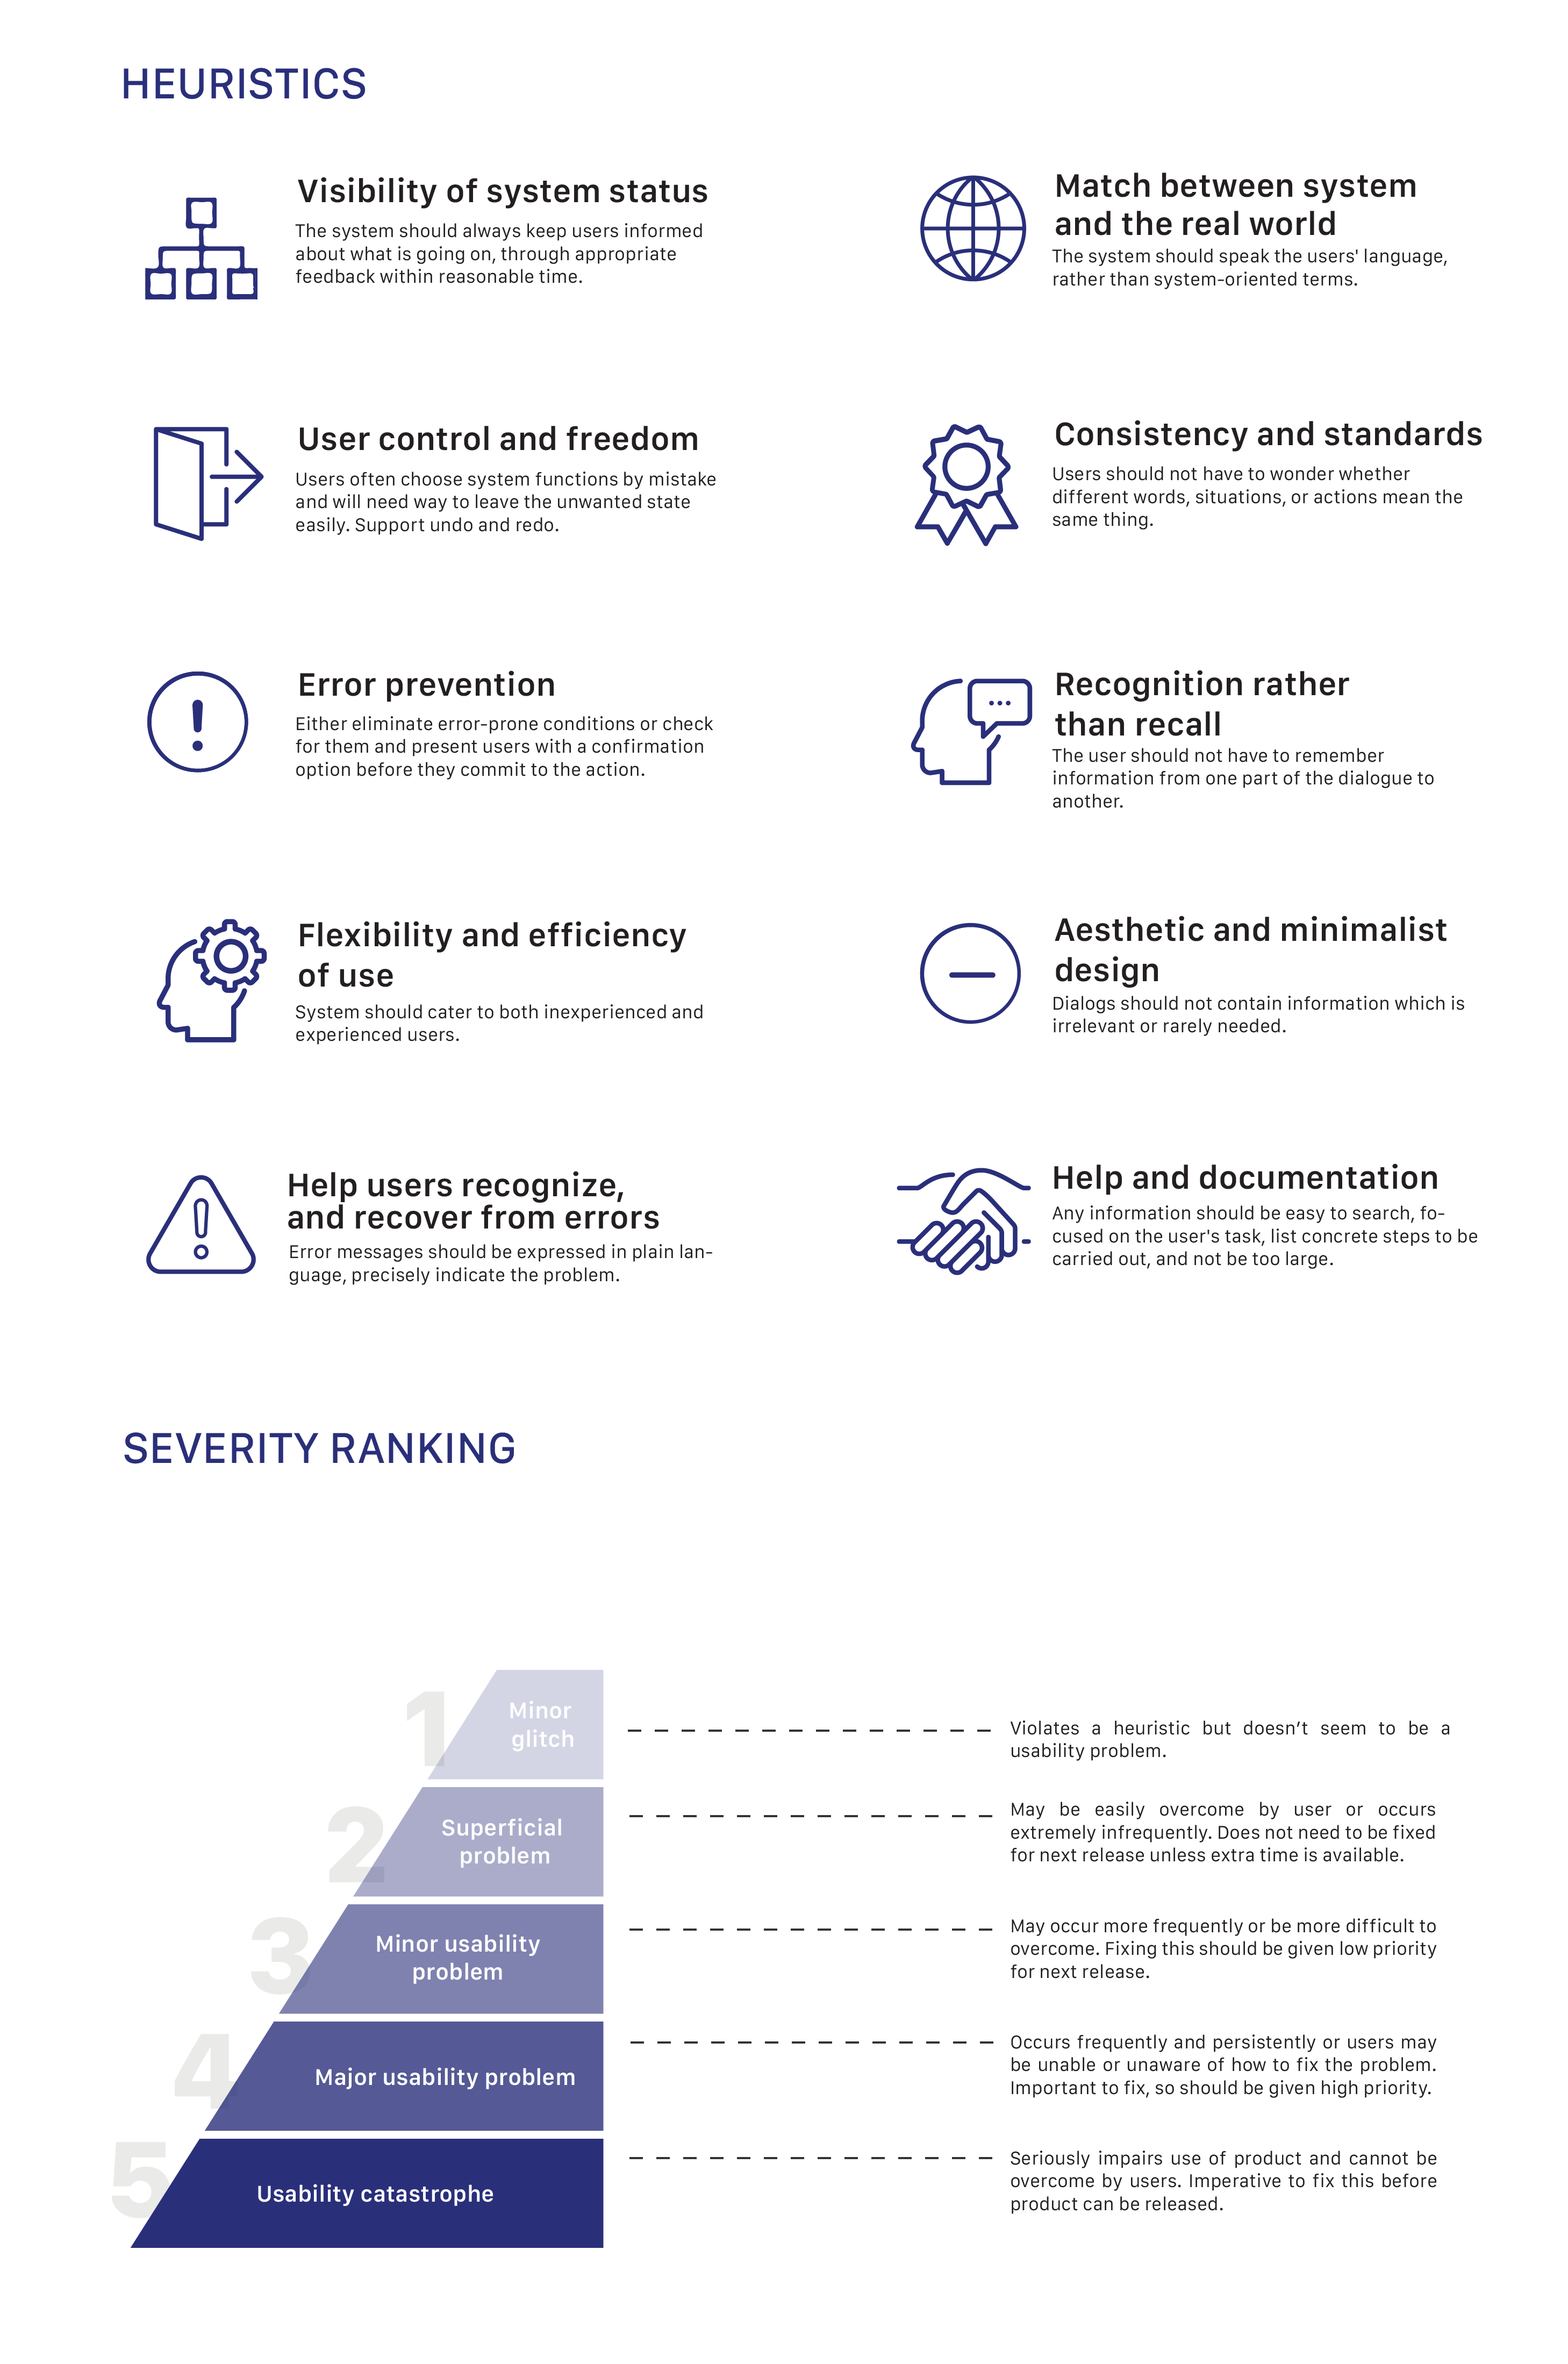 HEURISTICS
Visibility of system status
The system should always keep users informed
about what is going on, through appropriate
feedback within reasonable time.
Match between system
and the real world
The system should speak the users' language,
rather than system-oriented terms.
User control and freedom
Users often choose system functions by mistake
and will need way to leave the unwanted state
easily. Support undo and redo.
Consistency and standards
Users should not have to wonder whether
different words, situations, or actions mean the
same thing.
Error prevention
Either eliminate error-prone conditions or check
for them and present users with a confirmation
option before they commit to the action.
Recognition rather
than recall
The user should not have to remember
information from one part of the dialogue to
another.
Flexibility and efficiency
of use
System should cater to both inexperienced and
experienced users.
Aesthetic and minimalist
design
Dialogs should not contain information which is
irrelevant or rarely needed.
Help users recognize,
and recover from errors
Error messages should be expressed in plain lan-
guage, precisely indicate the problem.
Help and documentation
Any information should be easy to search, fo-
cused on the user's task, list concrete steps to be
carried out, and not be too large.
SEVERITY RANKING
1
Minor
glitch
Violates a heuristic but doesn’t seem to be a
usability problem.
2
Superficial
problem
May be easily overcome by user or occurs
extremely infrequently. Does not need to be fixed
for next release unless extra time is available.
3
Minor usability
problem
May occur more frequently or be more difficult to
overcome. Fixing this should be given low priority
for next release.
4
Major usability problem
Occurs frequently and persistently or users may
be unable or unaware of how to fix the problem.
Important to fix, so should be given high priority.
5
Usability catastrophe
Seriously impairs use of product and cannot be
overcome by users. Imperative to fix this before
product can be released.